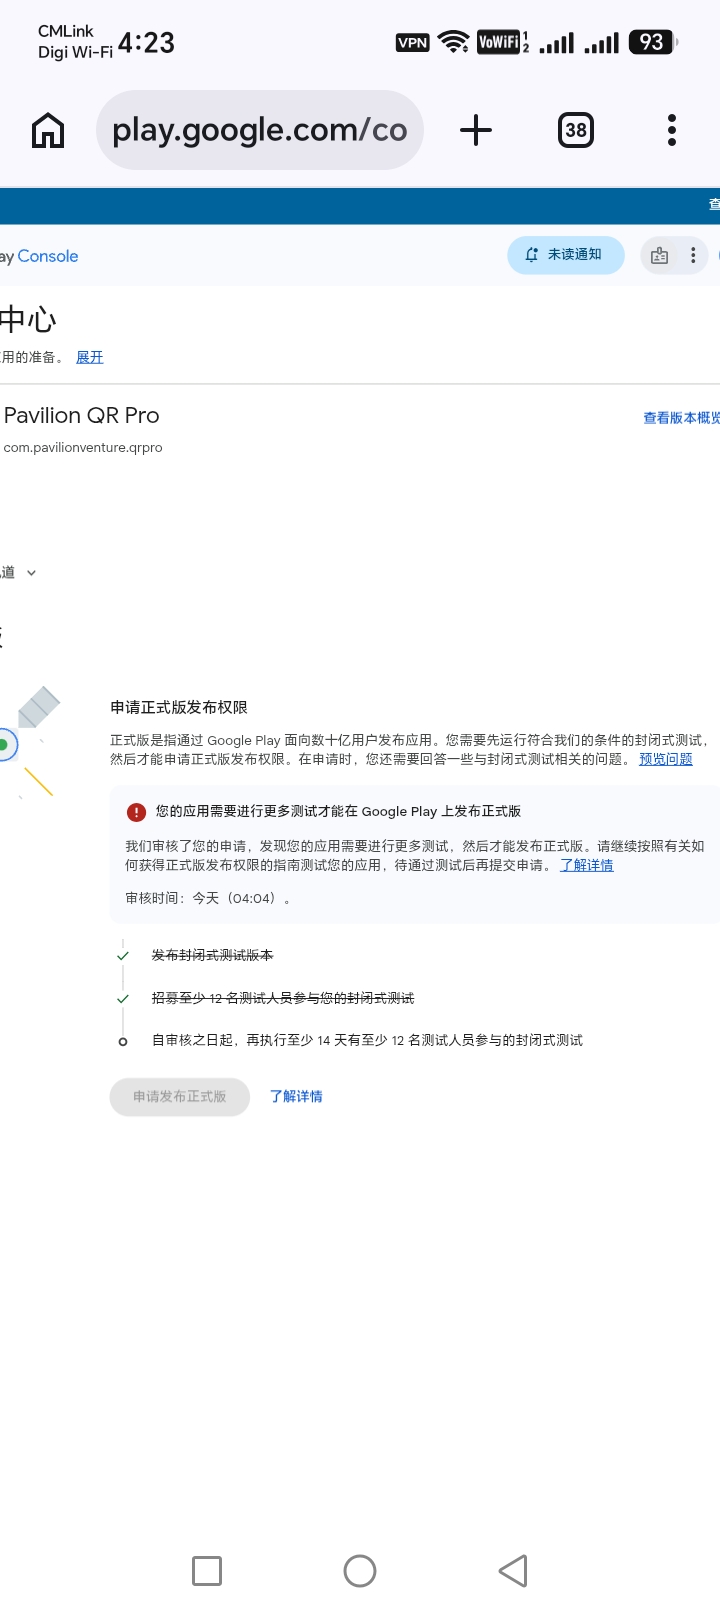 CMLink
Digi Wi-Fi 4:23
VPN VoWiFi 1 2 93
play.google.com/co 38
查
ay Console 未读通知
中心
用的准备。 展开
Pavilion QR Pro 查看版本概览
com.pavilionventure.qrpro
道
申请正式版发布权限
正式版是指通过 Google Play 面向数十亿用户发布应用。您需要先运行符合我们的条件的封闭式测试，
然后才能申请正式版发布权限。在申请时，您还需要回答一些与封闭式测试相关的问题。 预览问题
您的应用需要进行更多测试才能在 Google Play 上发布正式版
我们审核了您的申请，发现您的应用需要进行更多测试，然后才能发布正式版。请继续按照有关如
何获得正式版发布权限的指南测试您的应用，待通过测试后再提交申请。 了解详情
审核时间：今天（04:04）。
发布封闭式测试版本
招募至少 12 名测试人员参与您的封闭式测试
自审核之日起，再执行至少 14 天有至少 12 名测试人员参与的封闭式测试
申请发布正式版 了解详情